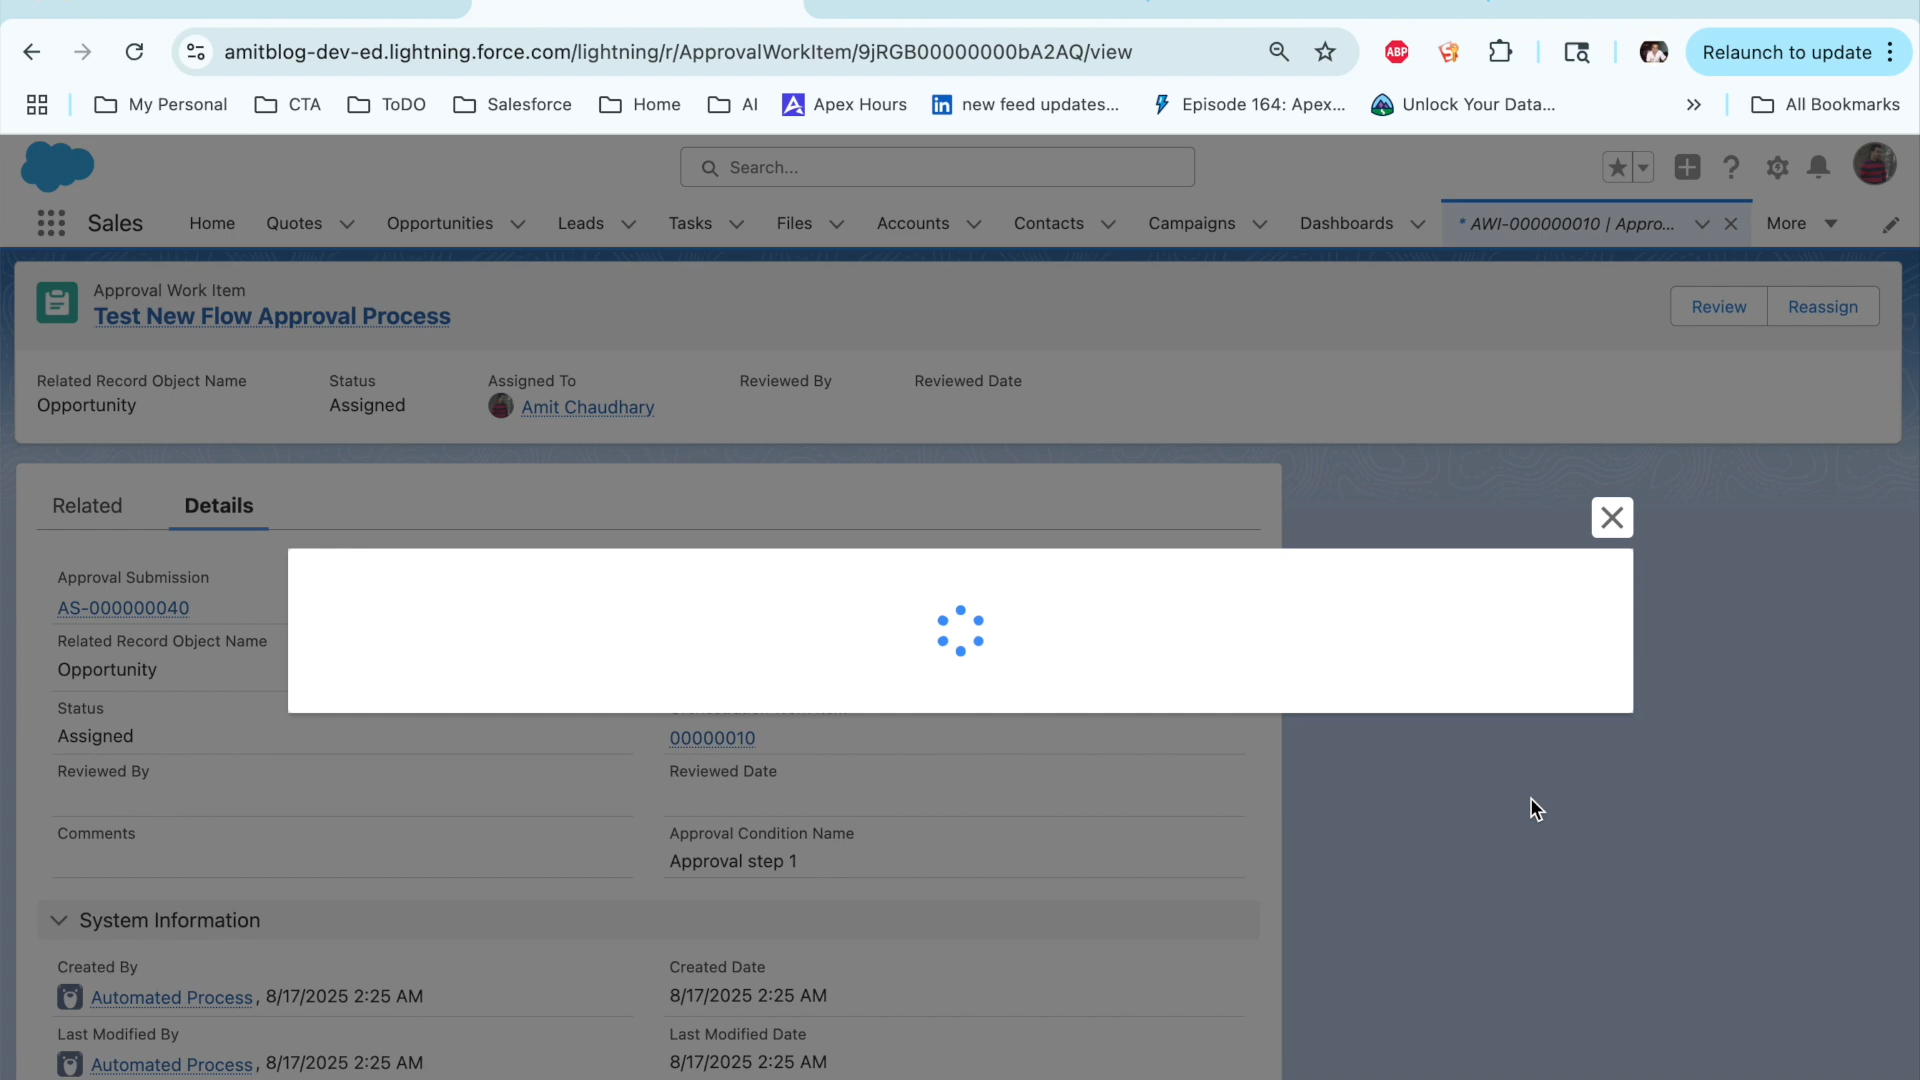 amitblog-dev-ed.lightning.force.com/lightning/r/ApprovalWorkItem/9jRGB00000000bA2AQ/view
ABP
Relaunch to update
My Personal
CTA
ToDO
Salesforce
Home
AI
Apex Hours
new feed updates...
Episode 164: Apex...
Unlock Your Data...
All Bookmarks
Search...
Sales
Home
Quotes
Opportunities
Leads
Tasks
Files
Accounts
Contacts
Campaigns
Dashboards
* AWI-000000010 | Appro...
More
Approval Work Item
Test New Flow Approval Process
Review
Reassign
Related Record Object Name
Status
Assigned To
Reviewed By
Reviewed Date
Opportunity
Assigned
Amit Chaudhary
Related
Details
Approval Submission
AS-000000040
Related Record Object Name
Opportunity
Status
Assigned
00000010
Reviewed By
Reviewed Date
Comments
Approval Condition Name
Approval step 1
System Information
Created By
Created Date
Automated Process, 8/17/2025 2:25 AM
8/17/2025 2:25 AM
Last Modified By
Last Modified Date
Automated Process, 8/17/2025 2:25 AM
8/17/2025 2:25 AM